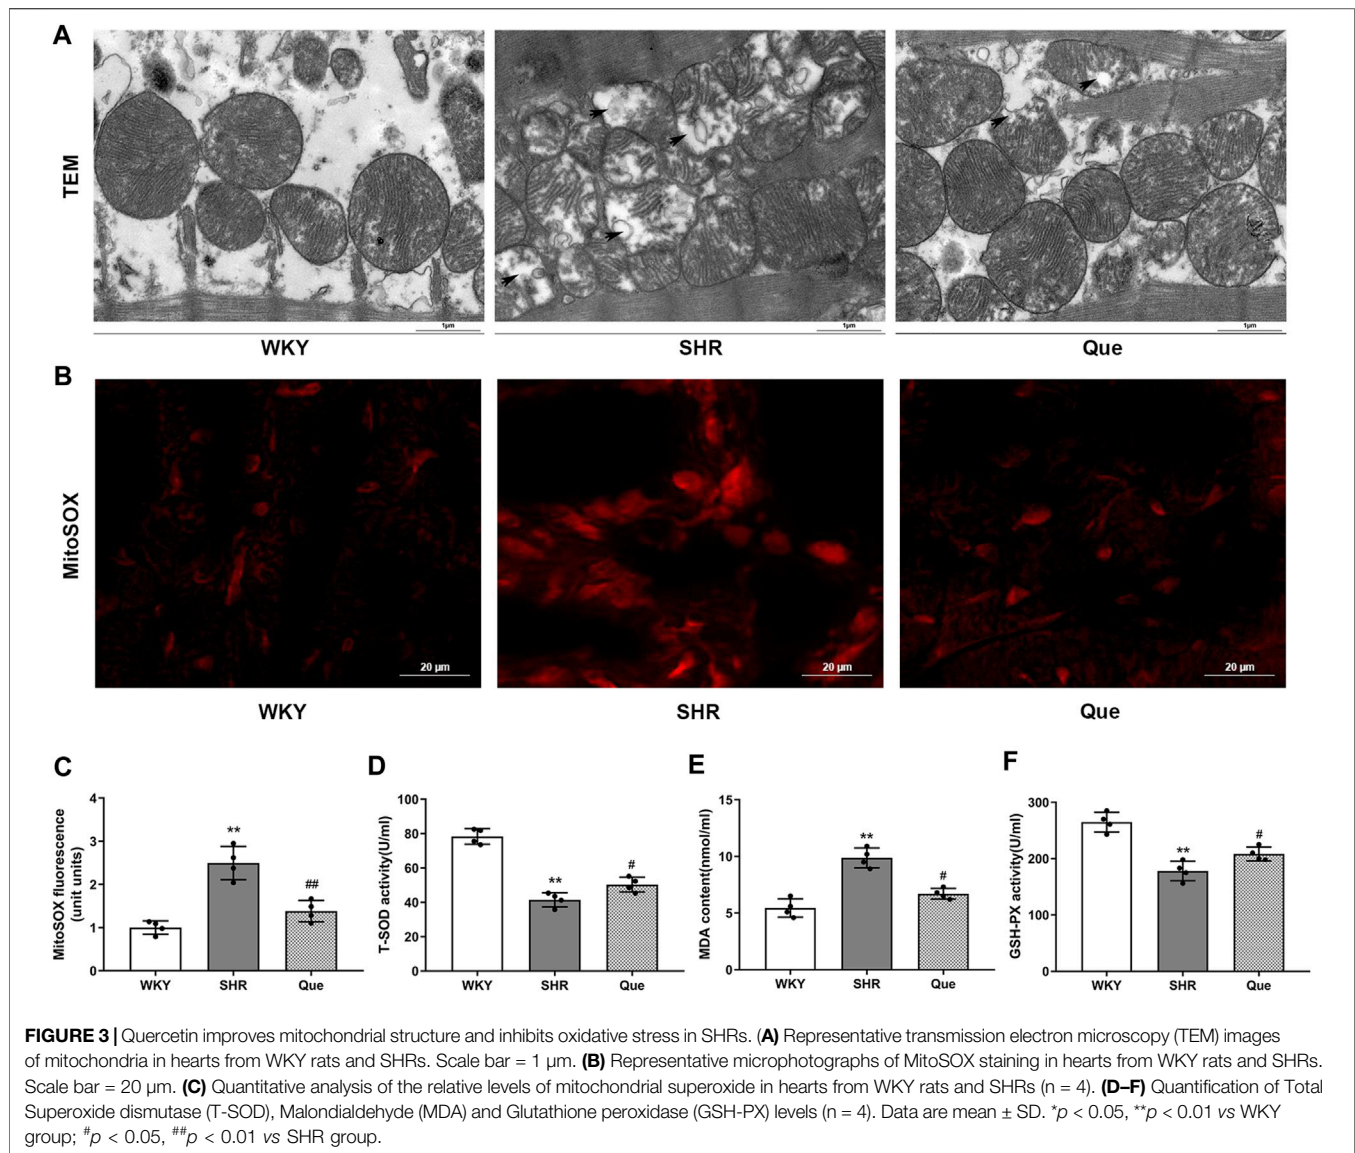 A
TEM
1μm
1μm
1μm
WKY
SHR
Que
B
MitoSOX
20 μm
20 μm
20 μm
WKY
SHR
Que
C
MitoSOX fluorescence
(unit units)
4
3
2
1
0
**
##
WKY
SHR
Que
D
T-SOD activity(U/ml)
100
80
60
40
20
0
**
#
WKY
SHR
Que
E
MDA content(nmol/ml)
15
10
5
0
**
#
WKY
SHR
Que
F
GSH-PX activity(U/ml)
300
200
100
0
**
#
WKY
SHR
Que
FIGURE 3 | Quercetin improves mitochondrial structure and inhibits oxidative stress in SHRs. (A) Representative transmission electron microscopy (TEM) images
of mitochondria in hearts from WKY rats and SHRs. Scale bar = 1 μm. (B) Representative microphotographs of MitoSOX staining in hearts from WKY rats and SHRs.
Scale bar = 20 μm. (C) Quantitative analysis of the relative levels of mitochondrial superoxide in hearts from WKY rats and SHRs (n = 4). (D–F) Quantification of Total
Superoxide dismutase (T-SOD), Malondialdehyde (MDA) and Glutathione peroxidase (GSH-PX) levels (n = 4). Data are mean ± SD. *p < 0.05, **p < 0.01 vs WKY
group; #p < 0.05, ##p < 0.01 vs SHR group.